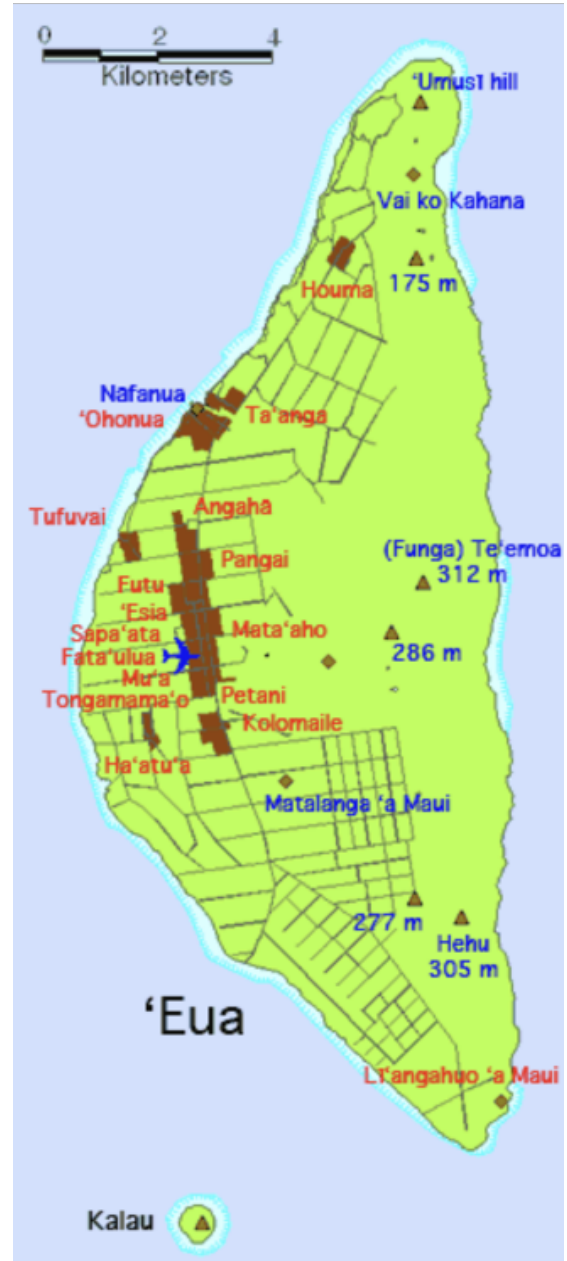 0 2 4
Kilometers
‘Umusī hill
Vai ko Kahana
175 m
Houma
Nāfanua
‘Ohonua
Ta‘anga
Angahā
Tufuvai
Pangai
(Funga) Te‘emoa
312 m
Futu
‘Esia
Sapa‘ata
Mata‘aho
286 m
Fata‘ulua
Mu‘a
Petani
Tongamama‘o
Kolomaile
Ha‘atu‘a
Matalanga ‘a Maui
277 m
Hehu
305 m
‘Eua
Lī‘angahuo ‘a Maui
Kalau